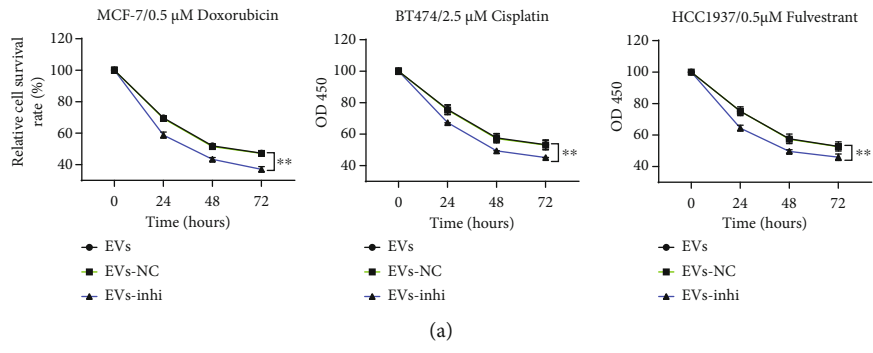 MCF-7/0.5 µM Doxorubicin
Relative cell survival
rate (%)
120
100
80
60
40
**
0
24
48
72
Time (hours)
EVs
EVs-NC
EVs-inhi
BT474/2.5 µM Cisplatin
OD 450
120
100
80
60
40
**
0
24
48
72
Time (hours)
EVs
EVs-NC
EVs-inhi
HCC1937/0.5µM Fulvestrant
OD 450
120
100
80
60
40
**
0
24
48
72
Time (hours)
EVs
EVs-NC
EVs-inhi
(a)